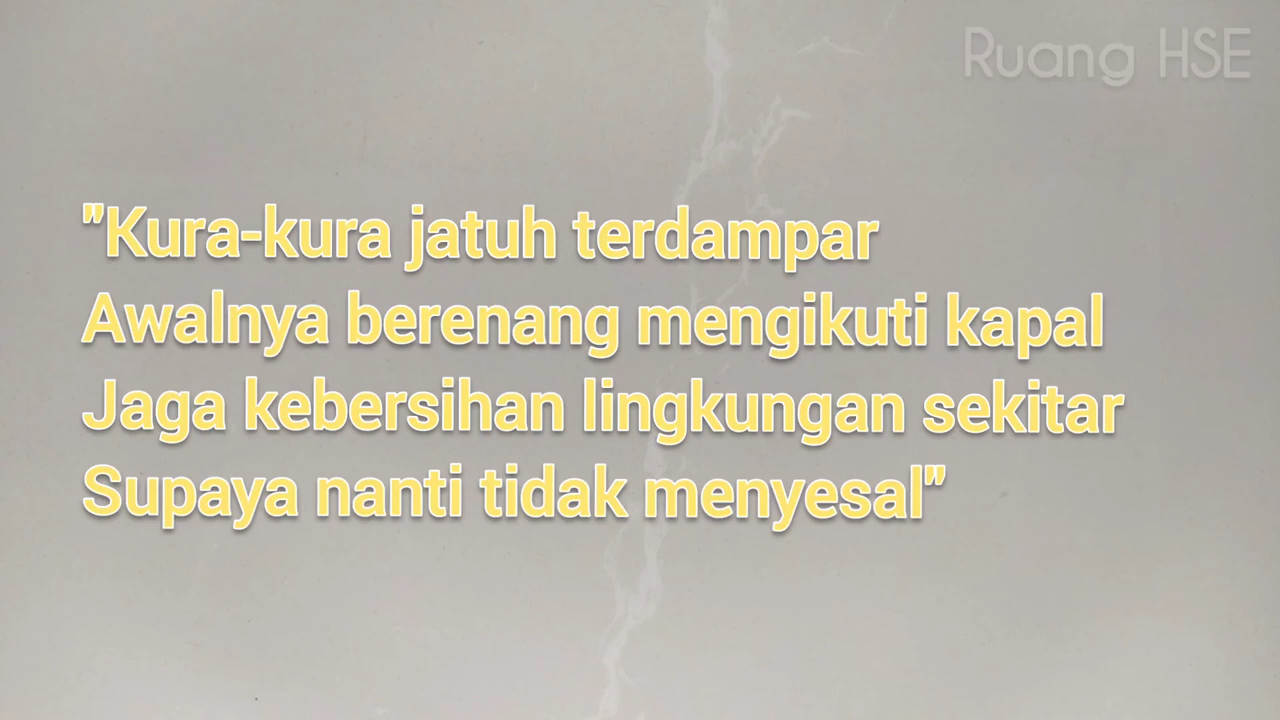 Ruang HSE
"Kura-kura jatuh terdampar
Awalnya berenang mengikuti kapal
Jaga kebersihan lingkungan sekitar
Supaya nanti tidak menyesal"